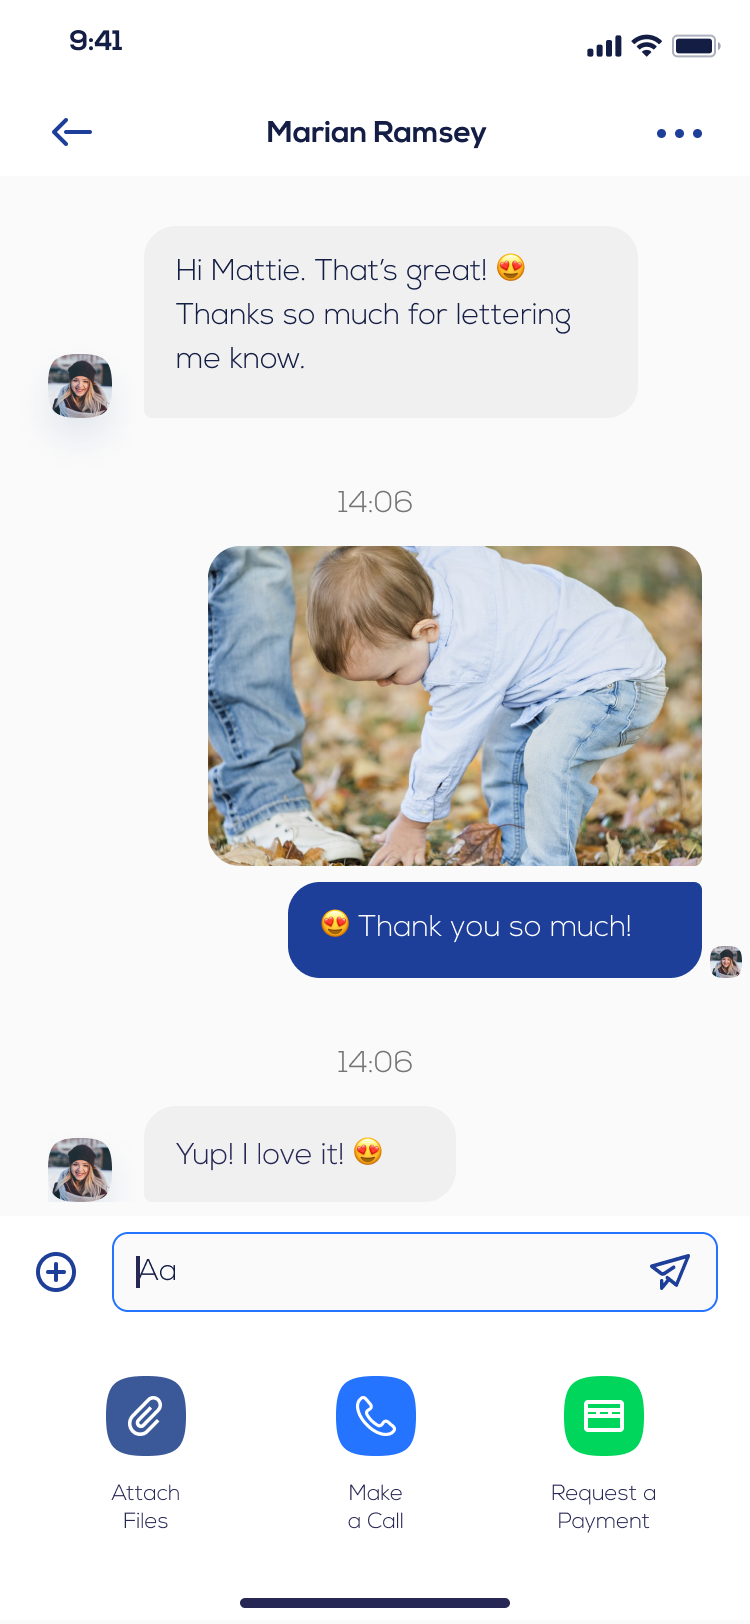 9:41
Marian Ramsey
Hi Mattie. That’s great! 😍
Thanks so much for lettering
me know.
14:06
😍 Thank you so much!
14:06
Yup! I love it! 😍
Aa
Attach
Files
Make
a Call
Request a
Payment